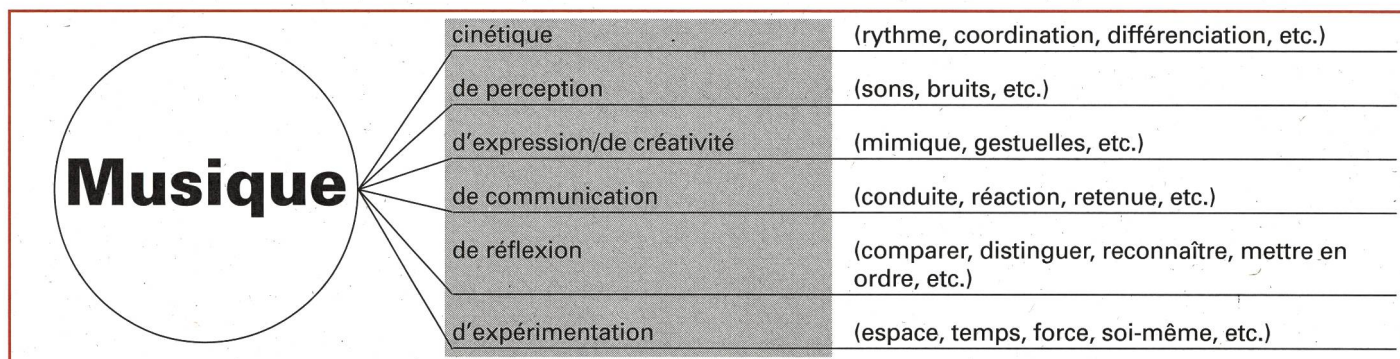 Musique
cinétique (rythme, coordination, différenciation, etc.)
de perception (sons, bruits, etc.)
d'expression/de créativité (mimique, gestuelles, etc.)
de communication (conduite, réaction, retenue, etc.)
de réflexion (comparer, distinguer, reconnaître, mettre en
ordre, etc.)
d'expérimentation (espace, temps, force, soi-même, etc.)